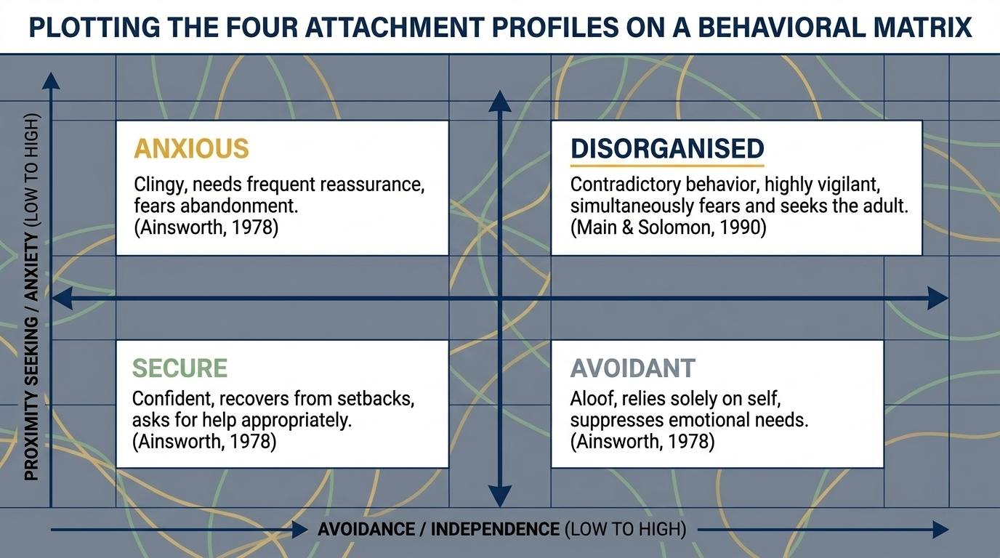 PLOTTING THE FOUR ATTACHMENT PROFILES ON A BEHAVIORAL MATRIX
PROXIMITY SEEKING / ANXIETY (LOW TO HIGH)
ANXIOUS
Clingy, needs frequent reassurance,
fears abandonment.
(Ainsworth, 1978)
DISORGANISED
Contradictory behavior, highly vigilant,
simultaneously fears and seeks the adult.
(Main & Solomon, 1990)
SECURE
Confident, recovers from setbacks,
asks for help appropriately.
(Ainsworth, 1978)
AVOIDANT
Aloof, relies solely on self,
suppresses emotional needs.
(Ainsworth, 1978)
AVOIDANCE / INDEPENDENCE (LOW TO HIGH)